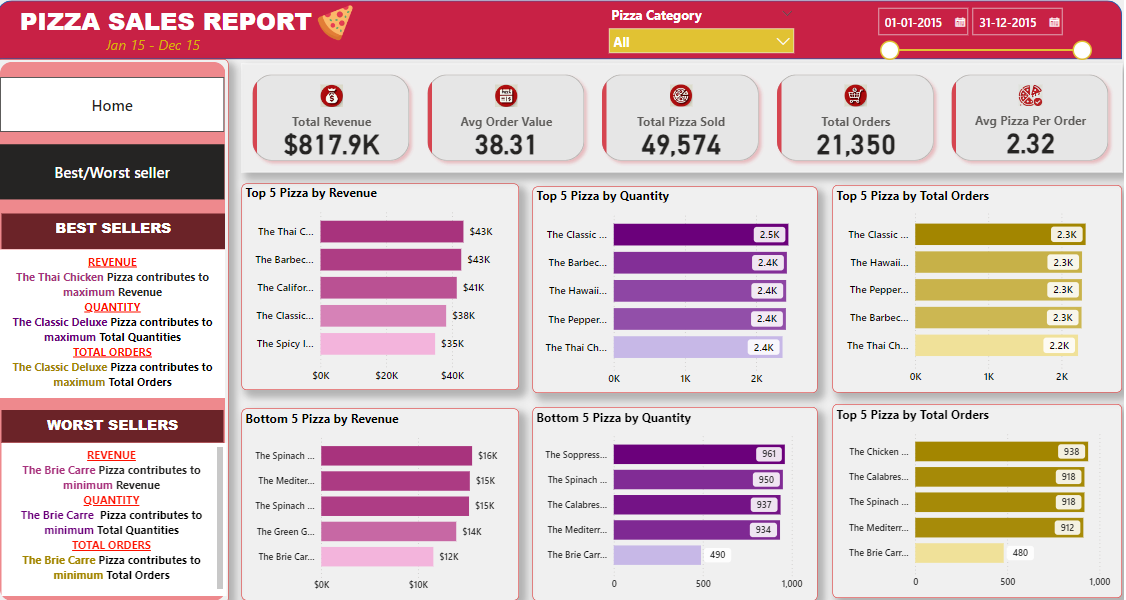 PIZZA SALES REPORT
Jan 15 - Dec 15
Pizza Category
All
01-01-2015
31-12-2015
Home
Best/Worst seller
BEST SELLERS
REVENUE
The Thai Chicken Pizza contributes to
maximum Revenue
QUANTITY
The Classic Deluxe Pizza contributes to
maximum Total Quantities
TOTAL ORDERS
The Classic Deluxe Pizza contributes to
maximum Total Orders
WORST SELLERS
REVENUE
The Brie Carre Pizza contributes to
minimum Revenue
QUANTITY
The Brie Carre Pizza contributes to
minimum Total Quantities
TOTAL ORDERS
The Brie Carre Pizza contributes to
minimum Total Orders
Total Revenue
$817.9K
Avg Order Value
38.31
Total Pizza Sold
49,574
Total Orders
21,350
Avg Pizza Per Order
2.32
Top 5 Pizza by Revenue
The Thai C... $43K
The Barbec... $43K
The Califor... $41K
The Classic... $38K
The Spicy I... $35K
$0K $20K $40K
Top 5 Pizza by Quantity
The Classic ... 2.5K
The Barbec... 2.4K
The Hawaii... 2.4K
The Pepper... 2.4K
The Thai Ch... 2.4K
0K 1K 2K
Top 5 Pizza by Total Orders
The Classic ... 2.3K
The Hawaii... 2.3K
The Pepper... 2.3K
The Barbec... 2.3K
The Thai Ch... 2.2K
0K 1K 2K
Bottom 5 Pizza by Revenue
The Spinach ... $16K
The Mediter... $15K
The Spinach ... $15K
The Green G... $14K
The Brie Car... $12K
$0K $10K
Bottom 5 Pizza by Quantity
The Soppress... 961
The Spinach ... 950
The Calabres... 937
The Mediterr... 934
The Brie Carr... 490
0 500 1,000
Top 5 Pizza by Total Orders
The Chicken ... 938
The Calabres... 918
The Spinach ... 918
The Mediterr... 912
The Brie Carr... 480
0 500 1,000